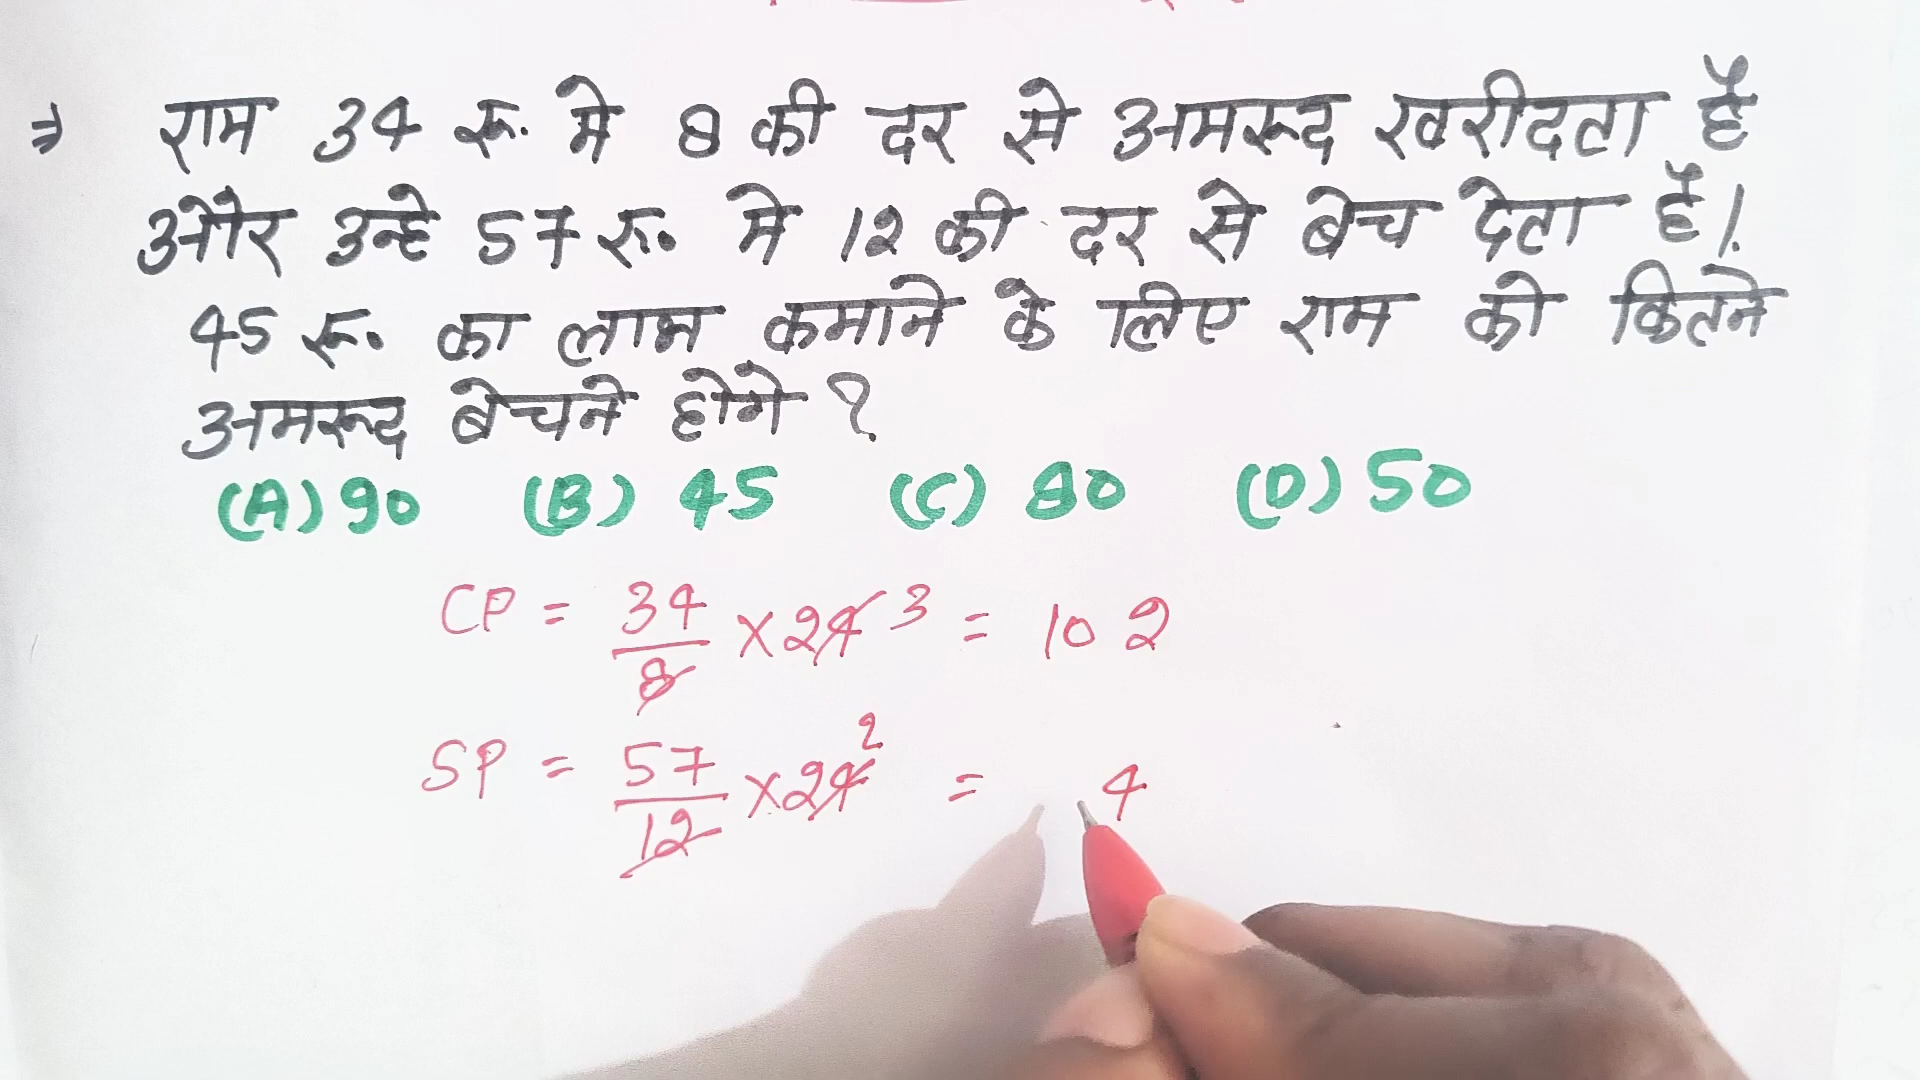 ⇒ राम 34 रू. मे 8 की दर से अमरूद खरीदता है
और उन्हे 57 रु. मे 12 की दर से बेच देता है।
45 रू. का लाभ कमाने के लिए राम को कितने
अमरूद बेचने होगे ?
(A) 90 (B) 45 (C) 80 (D) 50
CP = 34/8 × 24 3 = 102
SP = 57/12 × 24 2 = 4